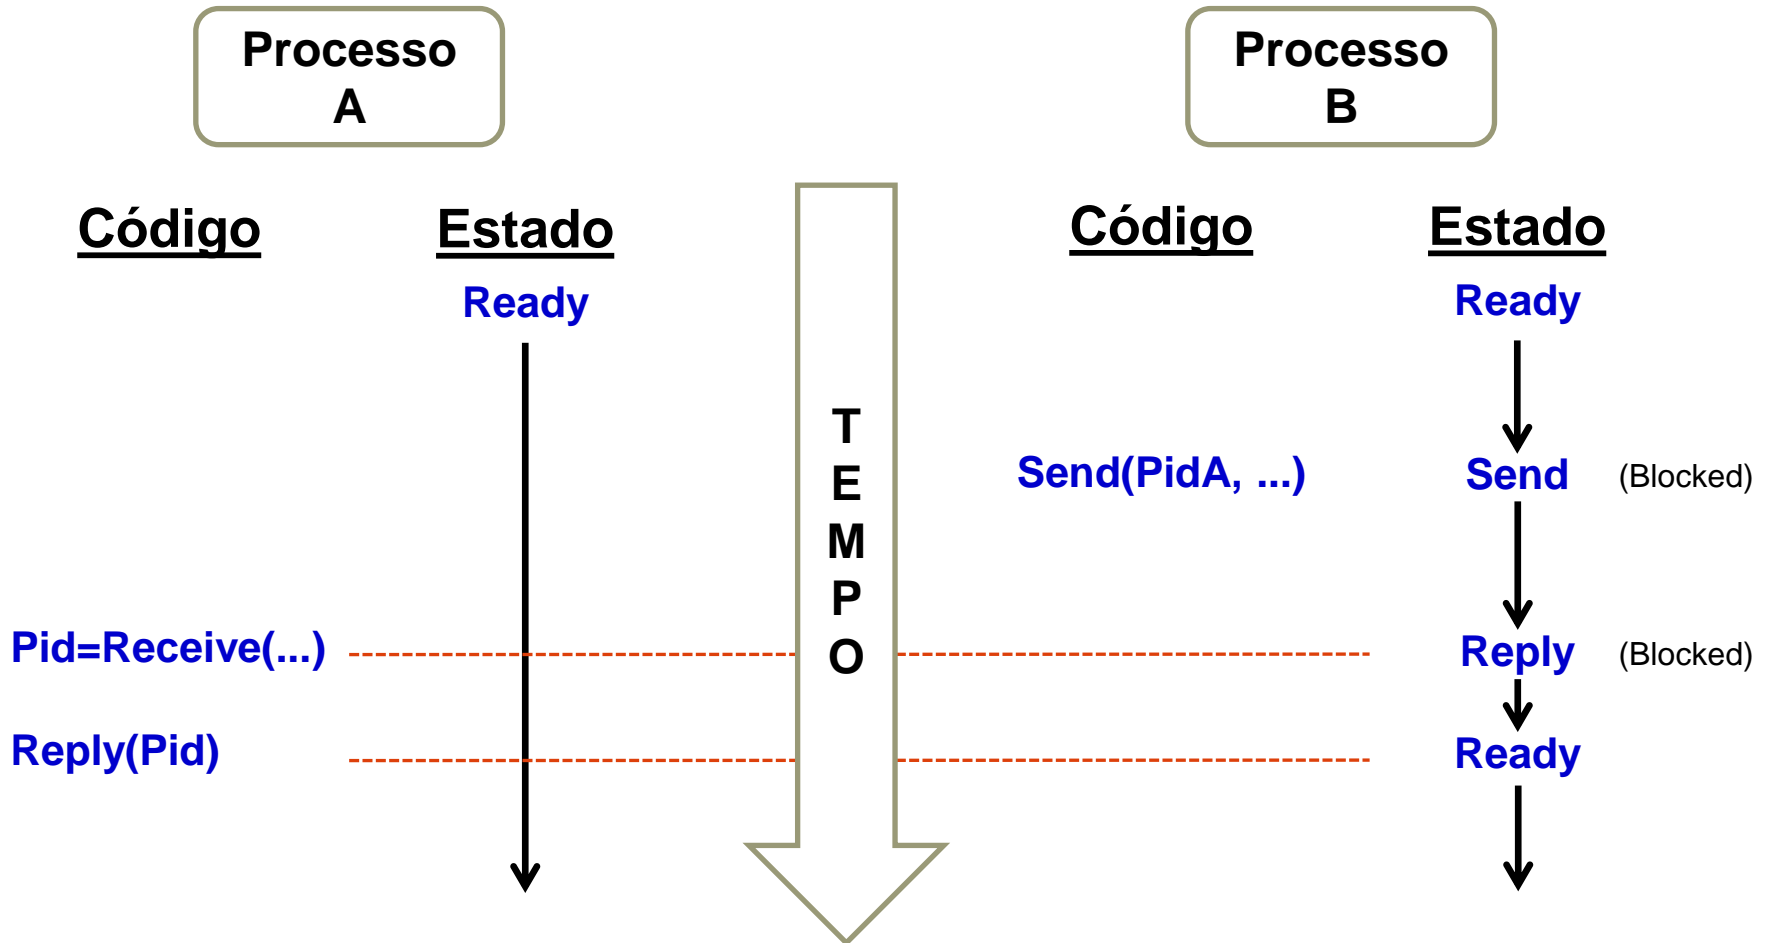 Processo
A
Processo
B
Código
Estado
Código
Estado
Ready
Ready
T
E
M
P
O
Send(PidA, ...)
Send
(Blocked)
Pid=Receive(...)
Reply
(Blocked)
Reply(Pid)
Ready